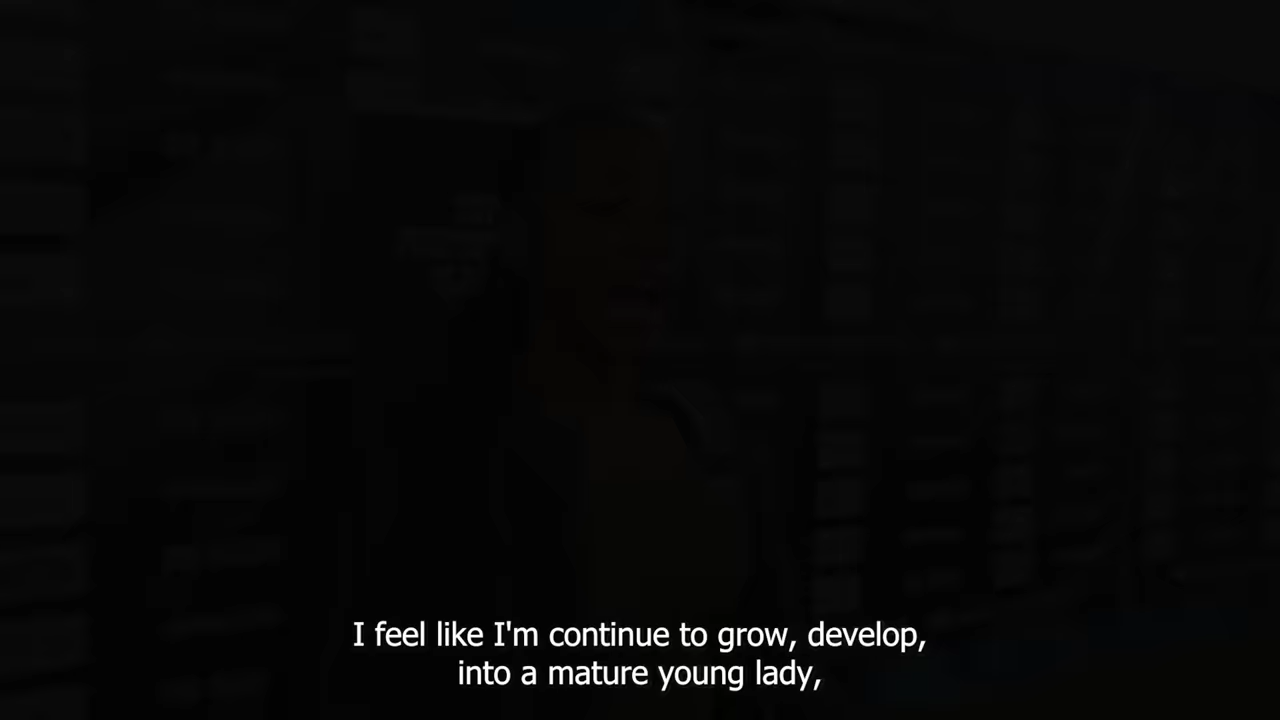 I feel like I'm continue to grow, develop,
into a mature young lady,